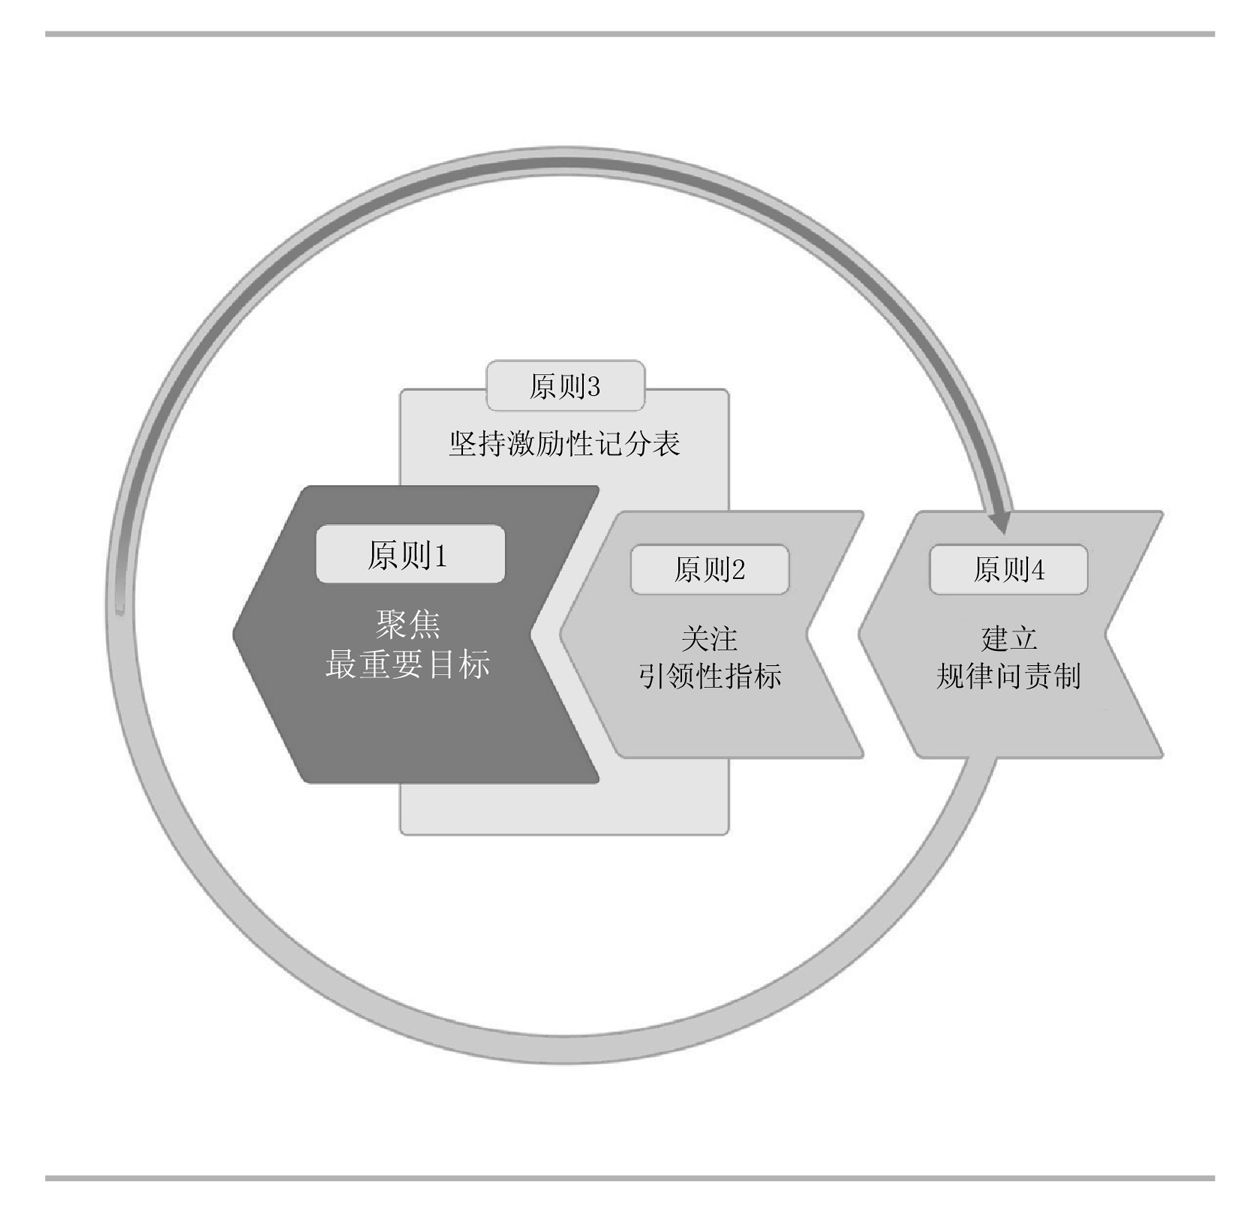 原则3
坚持激励性记分表
原则1
聚焦
最重要目标
原则2
关注
引领性指标
原则4
建立
规律问责制